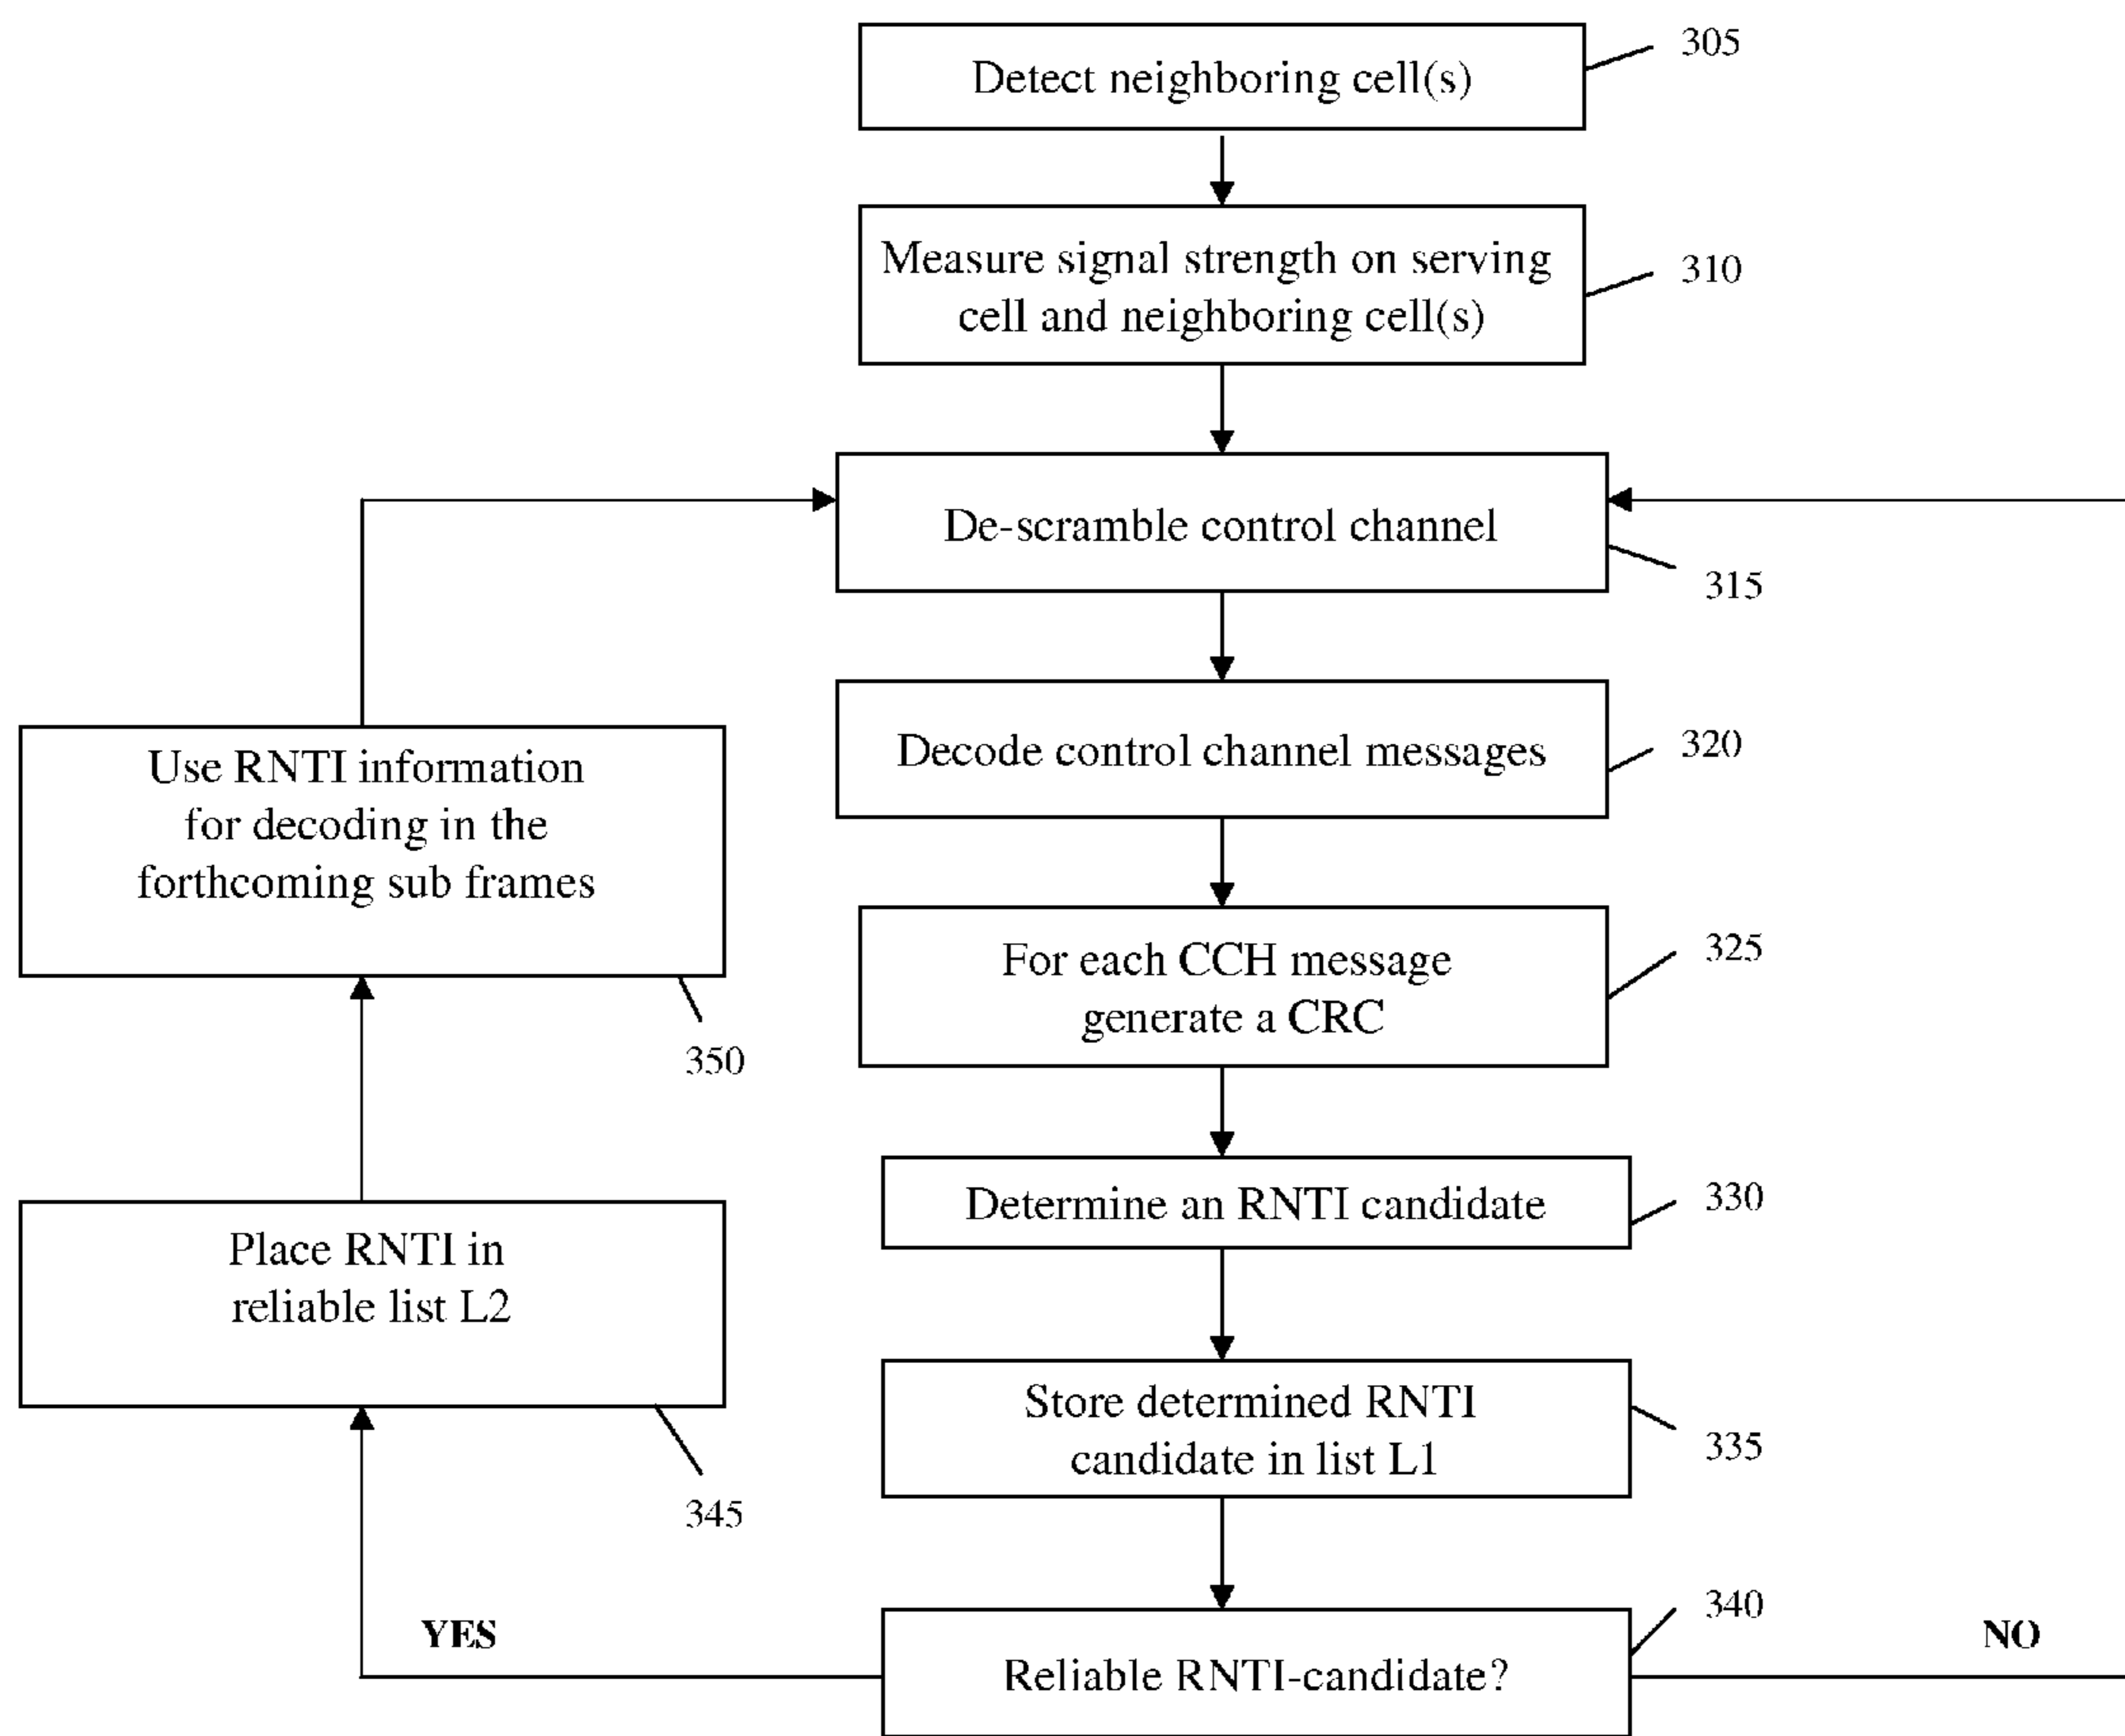 Detect neighboring cell(s)
305
Measure signal strength on serving
cell and neighboring cell(s)
310
De-scramble control channel
315
Decode control channel messages
320
For each CCH message
generate a CRC
325
Determine an RNTI candidate
330
Store determined RNTI
candidate in list L1
335
Reliable RNTI-candidate?
340
YES
NO
Place RNTI in
reliable list L2
345
Use RNTI information
for decoding in the
forthcoming sub frames
350